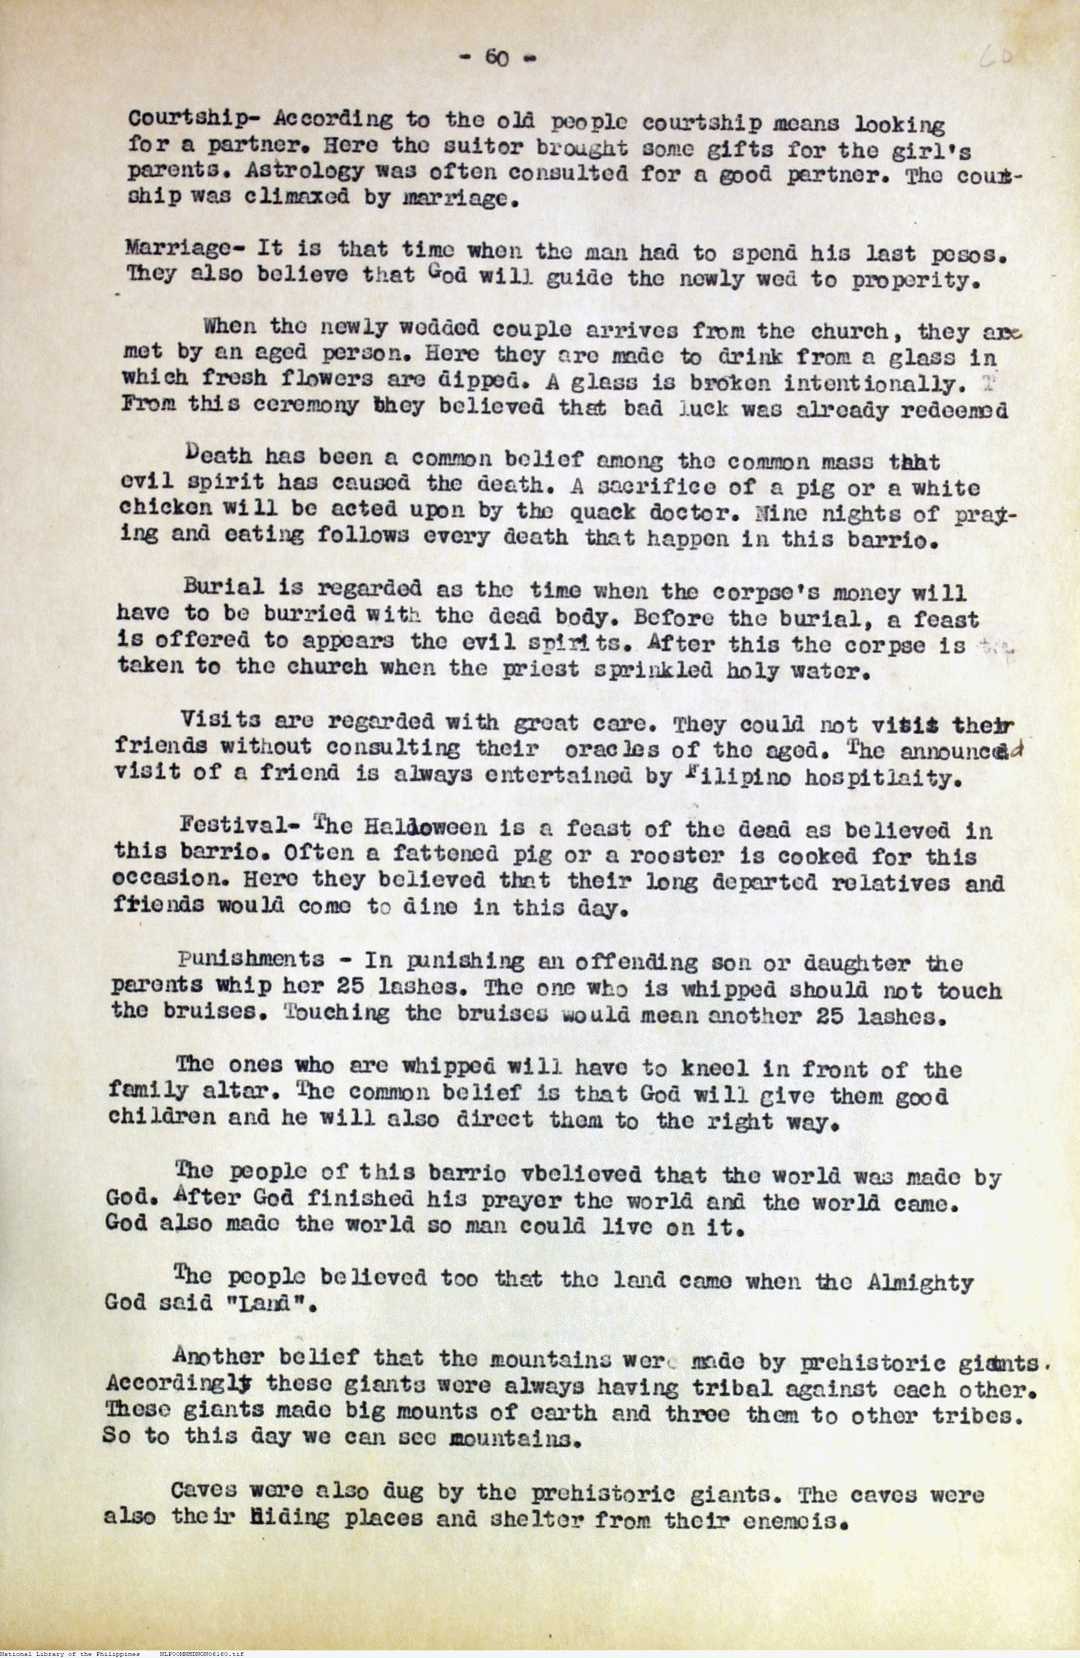 - 60 -
60
Courtship- According to the old people courtship means looking
for a partner. Here the suitor brought some gifts for the girl's
parents. Astrology was often consulted for a good partner. The court-
ship was climaxed by marriage.
Marriage- It is that time when the man had to spend his last pesos.
They also believe that God will guide the newly wed to properity.
When the newly wedded couple arrives from the church, they are
met by an aged person. Here they are made to drink from a glass in
which fresh flowers are dipped. A glass is broken intentionally.
From this ceremony they believed that bad luck was already redeemed
Death has been a common belief among the common mass that
evil spirit has caused the death. A sacrifice of a pig or a white
chicken will be acted upon by the quack doctor. Nine nights of pray-
ing and eating follows every death that happen in this barrio.
Burial is regarded as the time when the corpse's money will
have to be burried with the dead body. Before the burial, a feast
is offered to appears the evil spirits. After this the corpse is
taken to the church when the priest sprinkled holy water.
Visits are regarded with great care. They could not visit their
friends without consulting their oracles of the aged. The announced
visit of a friend is always entertained by Filipino hospitlaity.
Festival- The Halloween is a feast of the dead as believed in
this barrio. Often a fattened pig or a rooster is cooked for this
occasion. Here they believed that their long departed relatives and
friends would come to dine in this day.
Punishments - In punishing an offending son or daughter the
parents whip her 25 lashes. The one who is whipped should not touch
the bruises. Touching the bruises would mean another 25 lashes.
The ones who are whipped will have to kneel in front of the
family altar. The common belief is that God will give them good
children and he will also direct them to the right way.
The people of this barrio vbelieved that the world was made by
God. After God finished his prayer the world and the world came.
God also made the world so man could live on it.
The people believed too that the land came when the Almighty
God said "Land".
Another belief that the mountains were made by prehistoric giants.
Accordingly these giants were always having tribal against each other.
These giants made big mounts of earth and three them to other tribes.
So to this day we can see mountains.
Caves were also dug by the prehistoric giants. The caves were
also their hiding places and shelter from their enemeis.
National Library of the Philippines